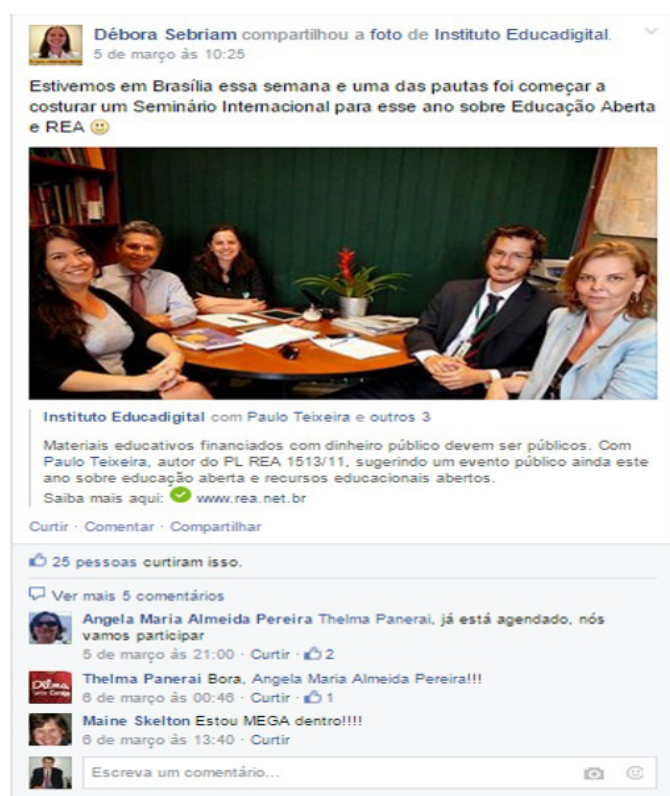 Débora Sebriam compartilhou a foto de Instituto Educadigital.
5 de março às 10:25
Estivemos em Brasília essa semana e uma das pautas foi começar a
costurar um Seminário Internacional para esse ano sobre Educação Aberta
e REA
Instituto Educadigital com Paulo Teixeira e outros 3
Materiais educativos financiados com dinheiro público devem ser públicos. Com
Paulo Teixeira, autor do PL REA 1513/11, sugerindo um evento público ainda este
ano sobre educação aberta e recursos educacionais abertos.
Saiba mais aqui: www.rea.net.br
Curtir · Comentar · Compartilhar
25 pessoas curtiram isso.
Ver mais 5 comentários
Angela Maria Almeida Pereira Thelma Panerai, já está agendado, nós
vamos participar
5 de março às 21:00 · Curtir · 2
Dilma
Thelma Panerai Bora, Angela Maria Almeida Pereira!!!
6 de março às 00:46 · Curtir · 1
Maine Skelton Estou MEGA dentro!!!!
6 de março às 13:40 · Curtir
Escreva um comentário...